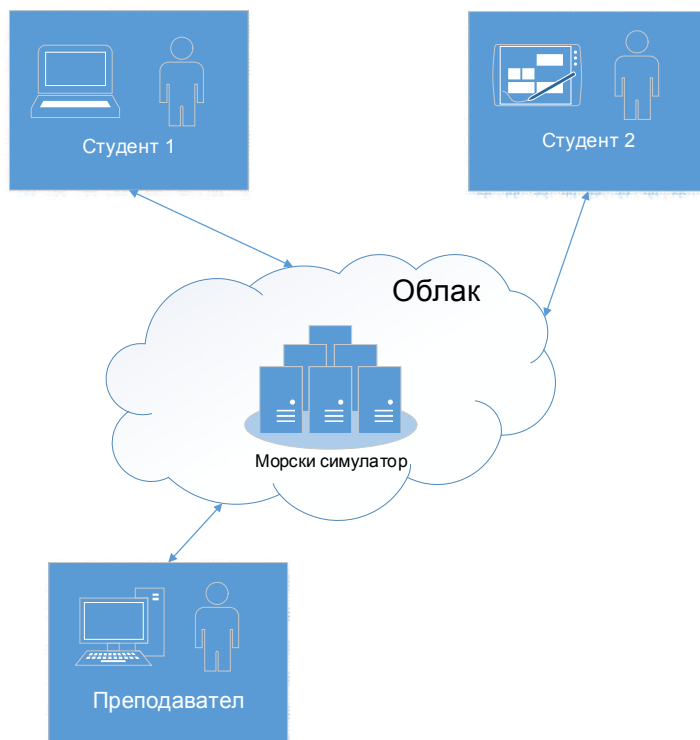 Студент 1
Студент 2
Облак
Морски симулатор
Преподавател